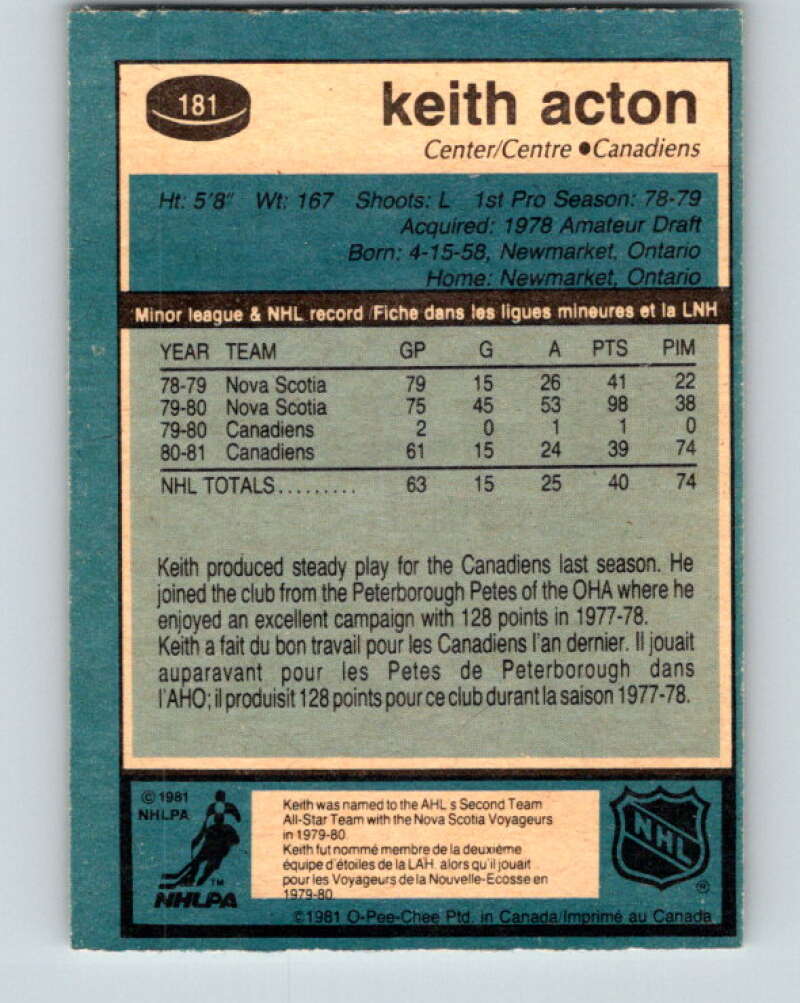 181
keith acton
Center/Centre ●Canadiens
Ht: 5'8" Wt: 167 Shoots: L 1st Pro Season: 78-79
Acquired: 1978 Amateur Draft
Born: 4-15-58, Newmarket, Ontario
Home: Newmarket, Ontario
Minor league & NHL record /Fiche dans les ligues mineures et la LNH
YEAR TEAM GP G A PTS PIM
78-79 Nova Scotia 79 15 26 41 22
79-80 Nova Scotia 75 45 53 98 38
79-80 Canadiens 2 0 1 1 0
80-81 Canadiens 61 15 24 39 74
NHL TOTALS......... 63 15 25 40 74
Keith produced steady play for the Canadiens last season. He
joined the club from the Peterborough Petes of the OHA where he
enjoyed an excellent campaign with 128 points in 1977-78.
Keith a fait du bon travail pour les Canadiens l'an dernier. Il jouait
auparavant pour les Petes de Peterborough dans
l'AHO; il produisit 128 points pour ce club durant la saison 1977-78.
© 1981
NHLPA
TM
NHLPA
Keith was named to the AHL s Second Team
All-Star Team with the Nova Scotia Voyageurs
in 1979-80
Keith fut nommé membre de la deuxième
équipe d'étoiles de la LAH. alors qu'il jouait
pour les Voyageurs de la Nouvelle-Ecosse en
1979-80.
NHL
®
©1981 O-Pee-Chee Ptd. in Canada/Imprimé au Canada